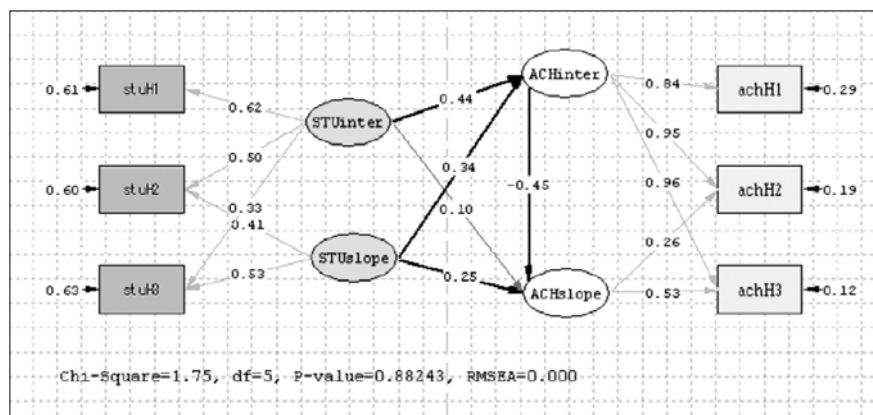 ACHinter
0.61 stuH1 0.84 achH1 0.29
0.62 STUinter 0.44
0.50 0.95
0.34
0.60 stuH2 0.96 achH2 0.19
-0.45
0.33 0.10
0.41
0.26
STUslope
0.53 0.25
0.63 stuH3 ACHslope 0.53 achH3 0.12
Chi-Square=1.75, df=5, P-value=0.88243, RMSEA=0.000